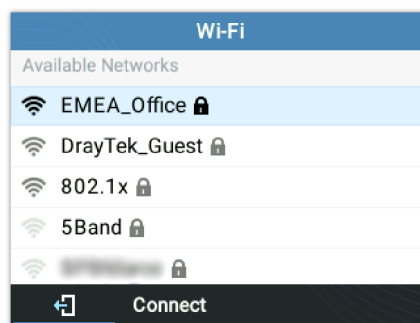 Wi-Fi
Available Networks
EMEA_Office
DrayTek_Guest
802.1x
5Band
Connect